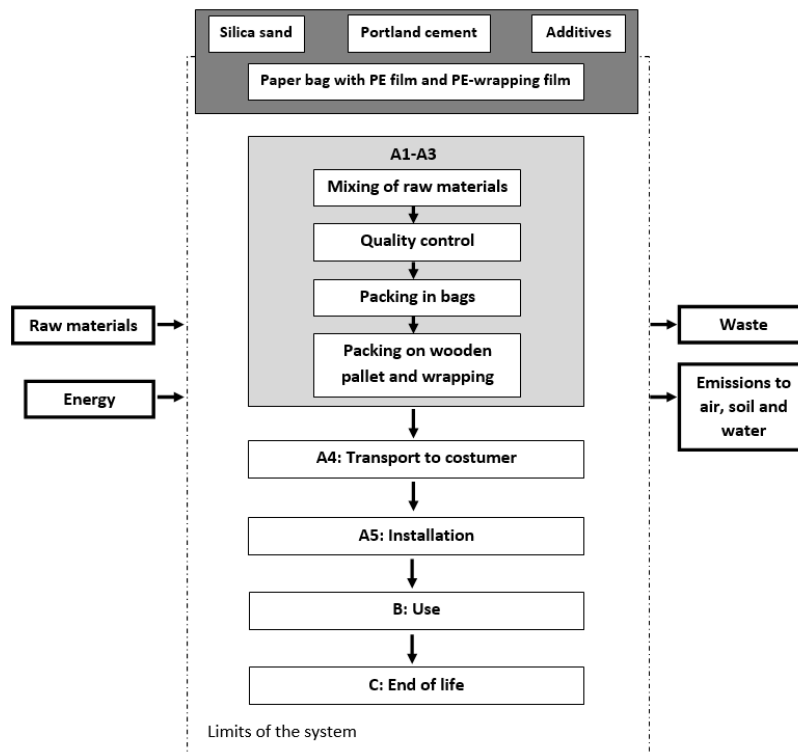 Silica sand
Portland cement
Additives
Paper bag with PE film and PE-wrapping film
A1-A3
Mixing of raw materials
Quality control
Packing in bags
Packing on wooden
pallet and wrapping
Raw materials
Energy
Waste
Emissions to
air, soil and
water
A4: Transport to costumer
A5: Installation
B: Use
C: End of life
Limits of the system